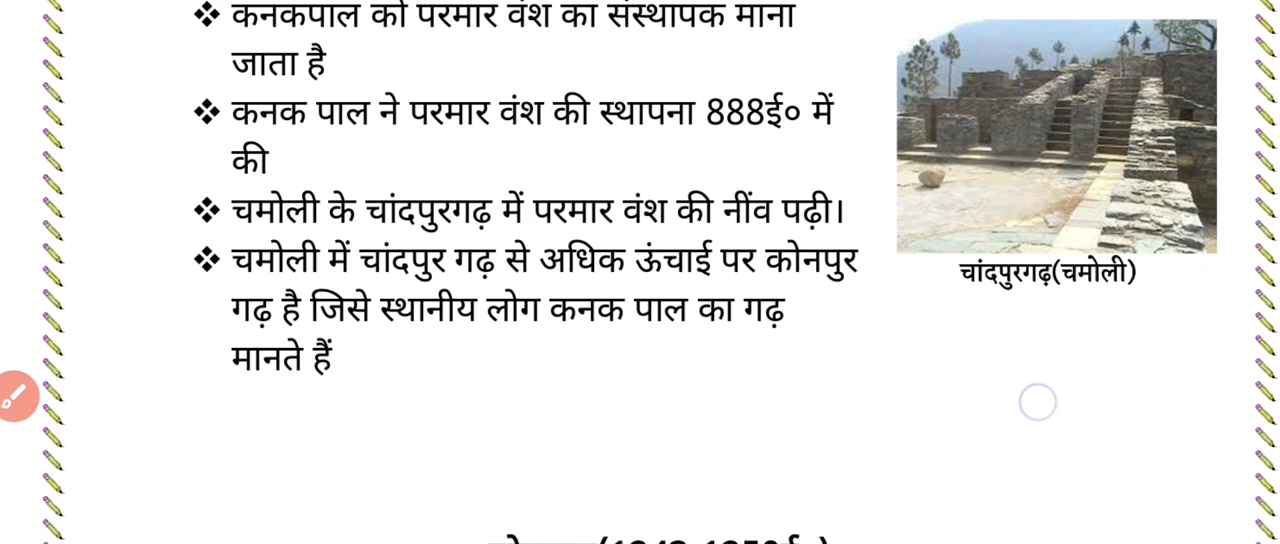 ❖ कनकपाल को परमार वंश का संस्थापक माना
जाता है
❖ कनक पाल ने परमार वंश की स्थापना 888ई० में
की
❖ चमोली के चांदपुरगढ़ में परमार वंश की नींव पढ़ी।
❖ चमोली में चांदपुर गढ़ से अधिक ऊंचाई पर कोनपुर
गढ़ है जिसे स्थानीय लोग कनक पाल का गढ़
मानते हैं
चांदपुरगढ़(चमोली)